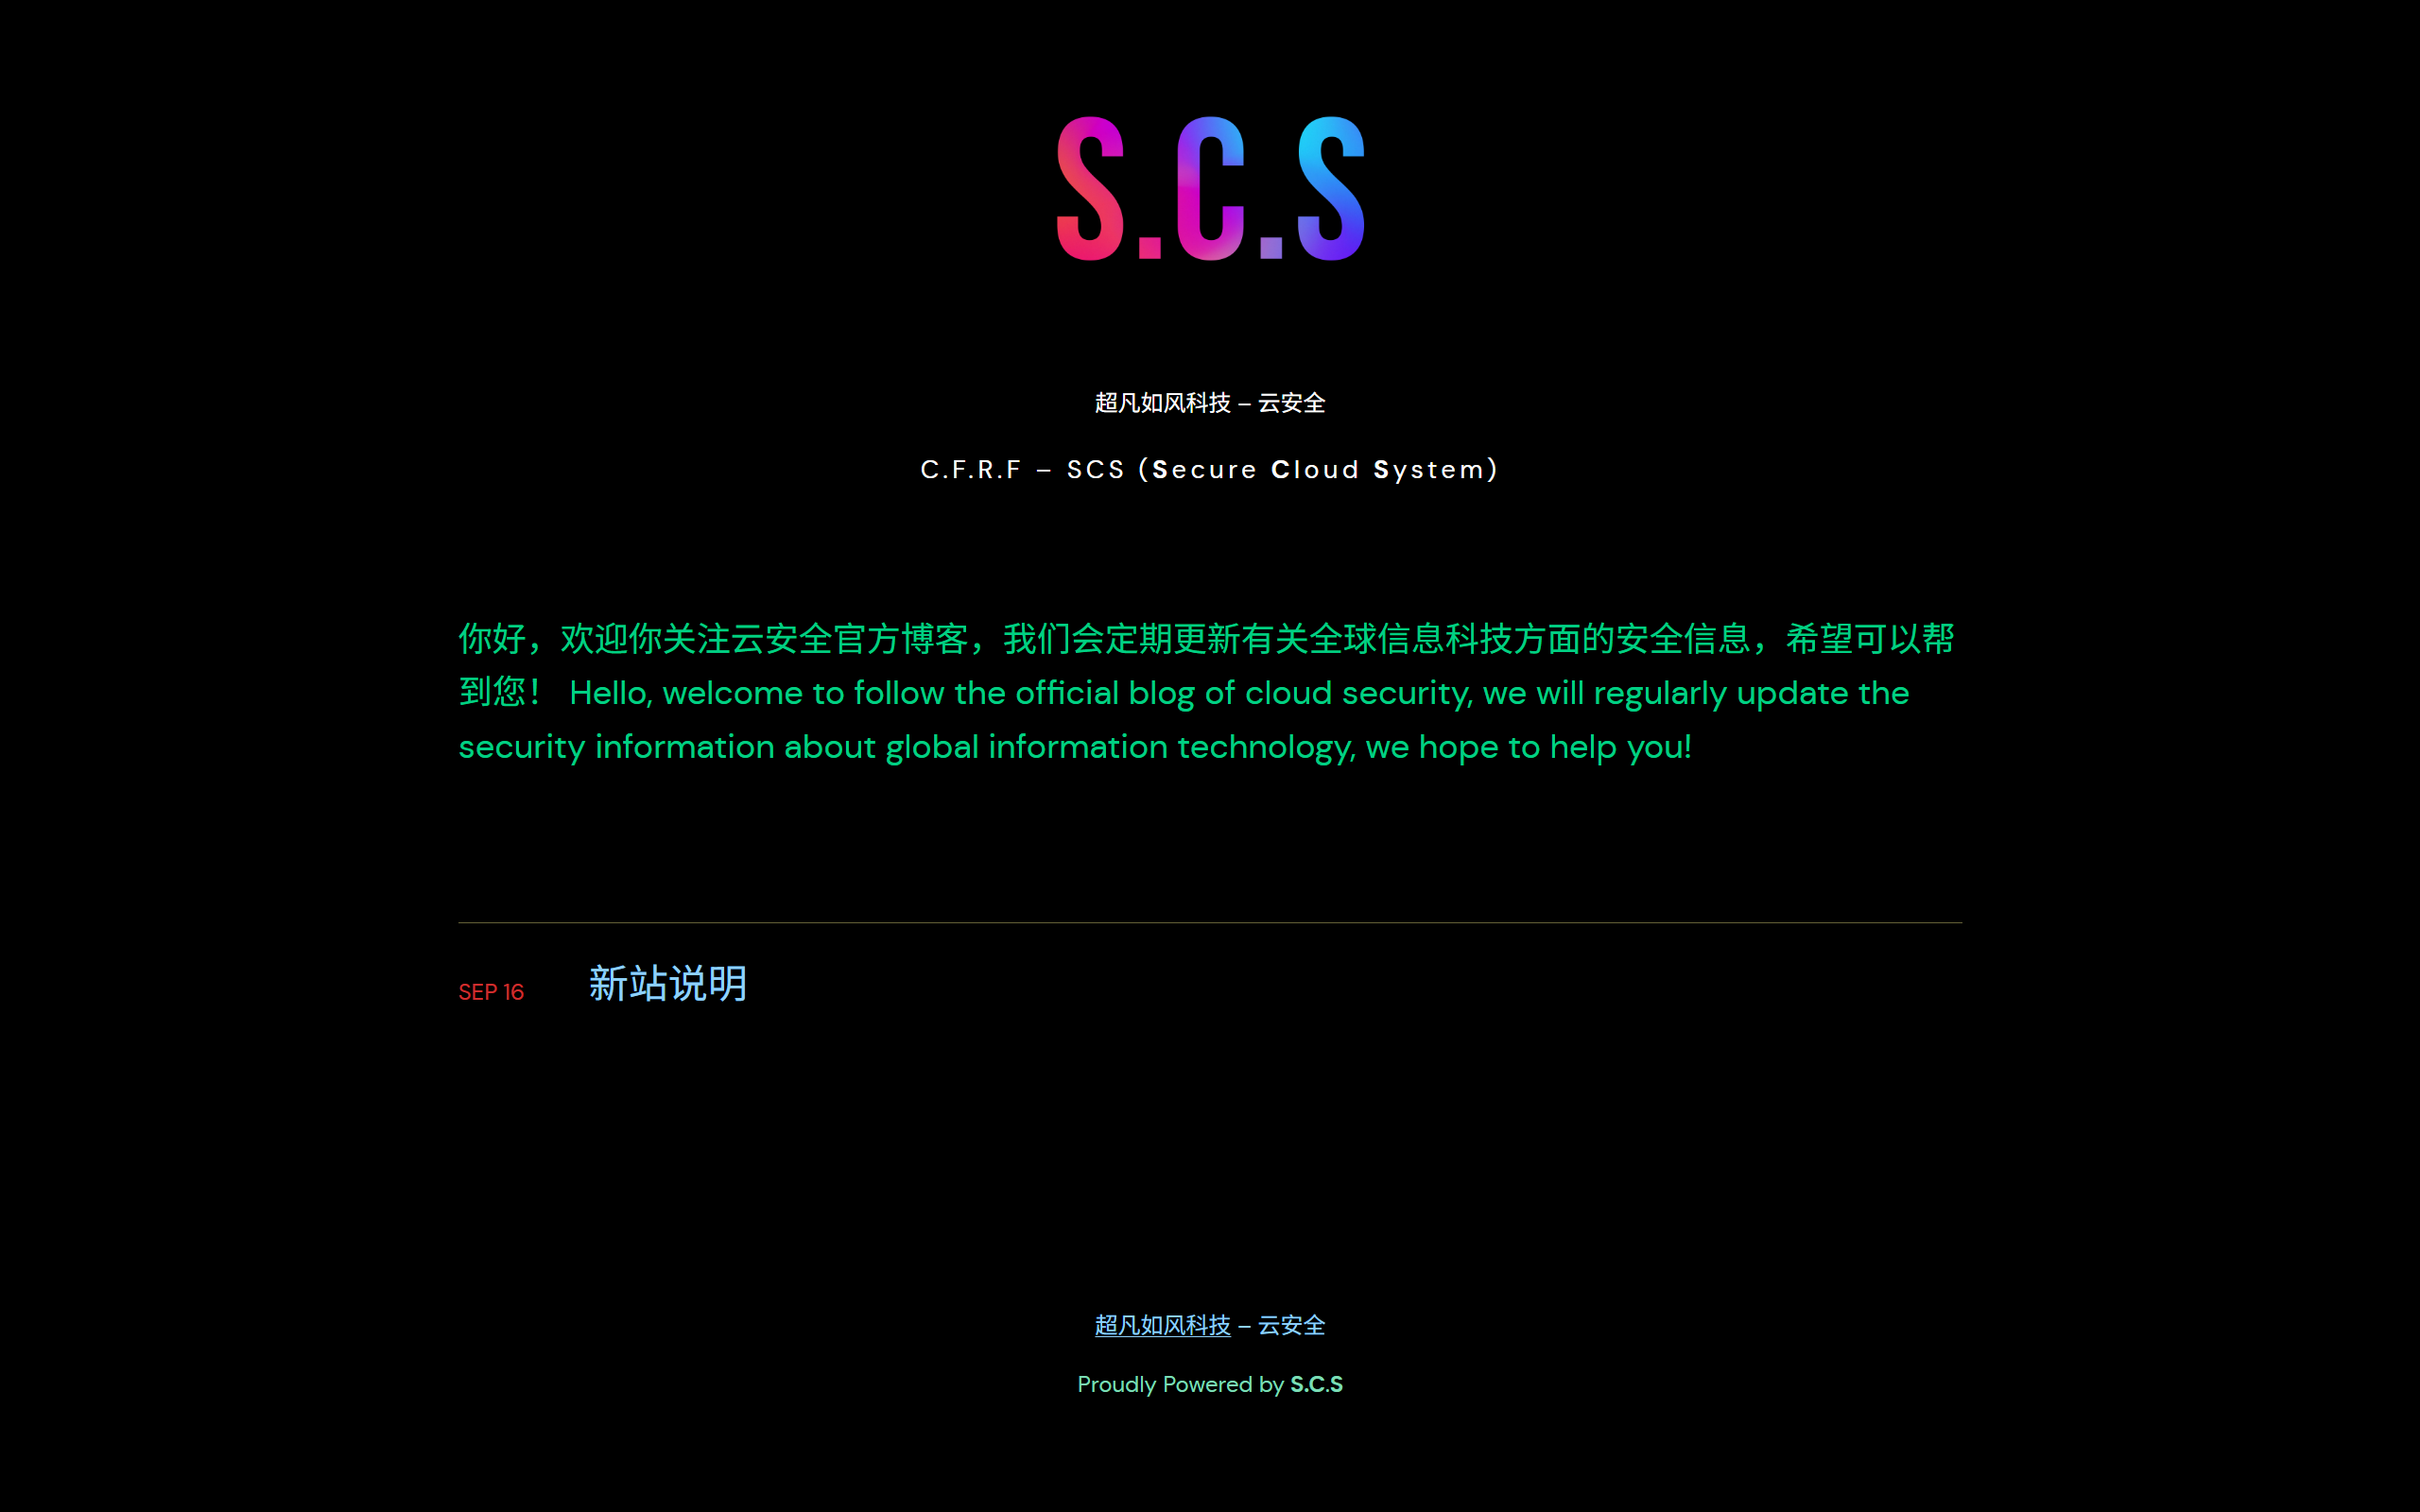 S.C.S
超凡如风科技 – 云安全
C.F.R.F – SCS (Secure Cloud System)
你好，欢迎你关注云安全官方博客，我们会定期更新有关全球信息科技方面的安全信息，希望可以帮
到您！ Hello, welcome to follow the official blog of cloud security, we will regularly update the
security information about global information technology, we hope to help you!
SEP 16 新站说明
超凡如风科技 – 云安全
Proudly Powered by S.C.S